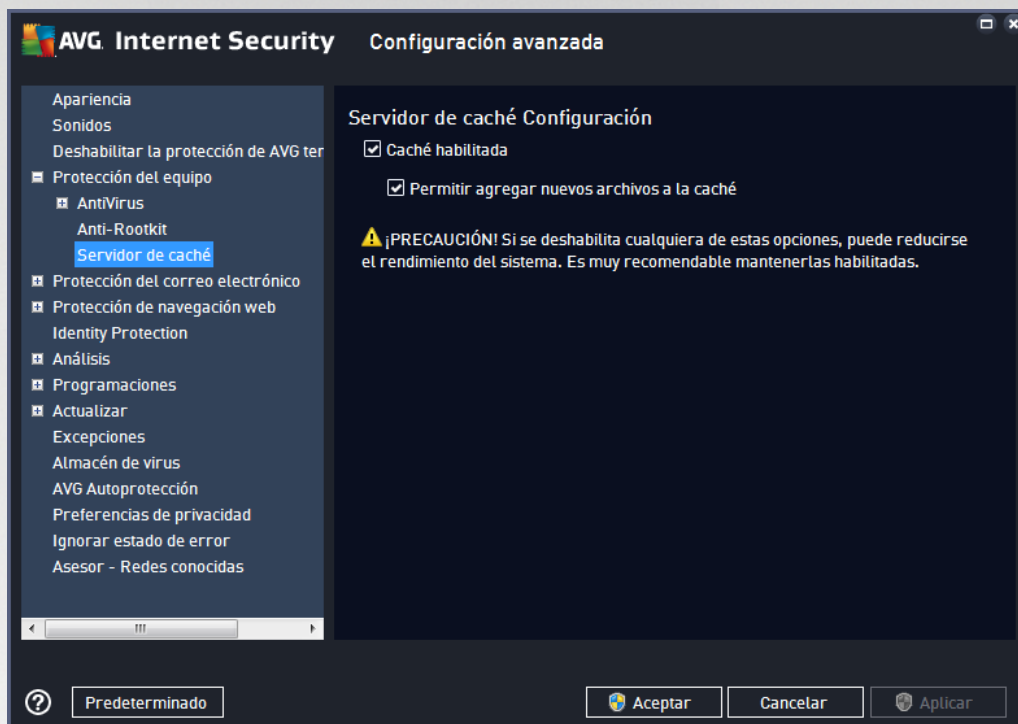 AVG. Internet Security Configuración avanzada
Apariencia
Sonidos
Deshabilitar la protección de AVG ter
Protección del equipo
AntiVirus
Anti-Rootkit
Servidor de caché
Protección del correo electrónico
Protección de navegación web
Identity Protection
Análisis
Programaciones
Actualizar
Excepciones
Almacén de virus
AVG Autoprotección
Preferencias de privacidad
Ignorar estado de error
Asesor - Redes conocidas
Servidor de caché Configuración
Caché habilitada
Permitir agregar nuevos archivos a la caché
¡PRECAUCIÓN! Si se deshabilita cualquiera de estas opciones, puede reducirse
el rendimiento del sistema. Es muy recomendable mantenerlas habilitadas.
Predeterminado
Aceptar
Cancelar
Aplicar